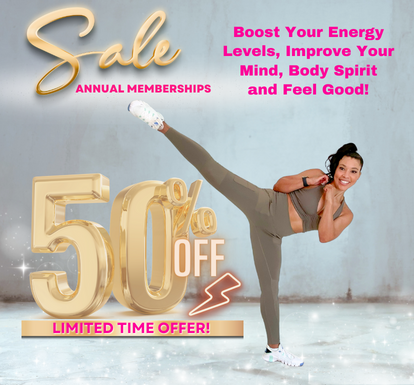 Sale
ANNUAL MEMBERSHIPS
Boost Your Energy
Levels, Improve Your
Mind, Body Spirit
and Feel Good!
50%
OFF
LIMITED TIME OFFER!